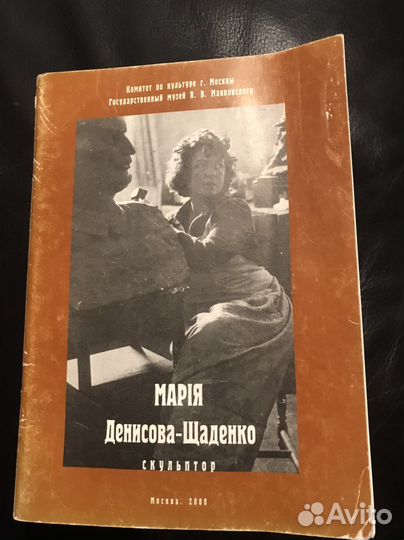 Комитет по культуре г. Москвы
Государственный музей В. В. Маяковского
МАРІЯ
Денисова-Щаденко
скульптор
Москва. 2000
Avito